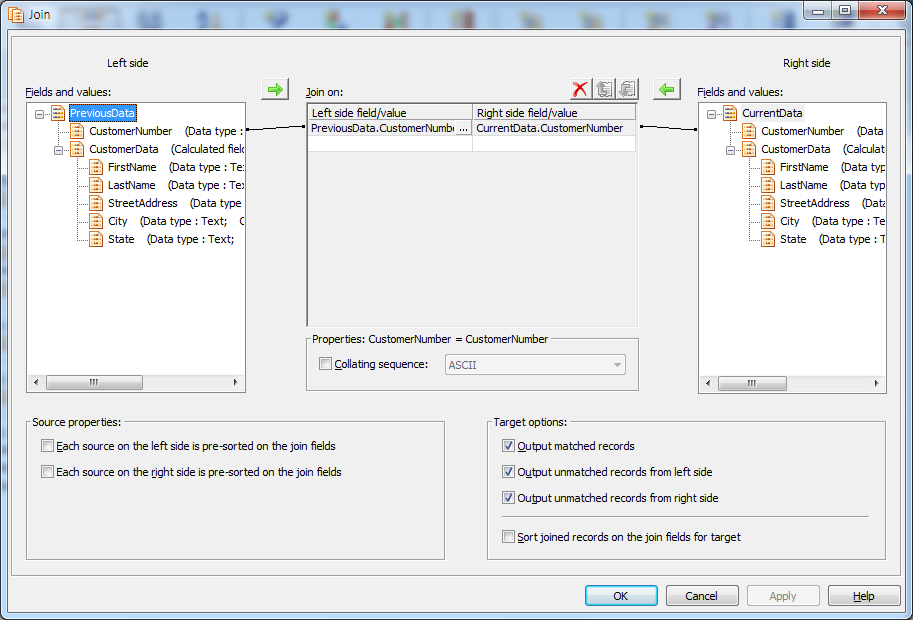 Join
Left side
Right side
Fields and values:
Join on:
Fields and values:
Left side field/value
Right side field/value
PreviousData.CustomerNumb
...
CurrentData.CustomerNumber
PreviousData
CustomerNumber (Data type :
CustomerData (Calculated field
FirstName (Data type : Te
LastName (Data type : Te
StreetAddress (Data type
City (Data type : Text;
State (Data type : Text;
CurrentData
CustomerNumber (Data
CustomerData (Calculat
FirstName (Data typ
LastName (Data typ
StreetAddress (Dat
City (Data type : Te
State (Data type : T
Properties: CustomerNumber = CustomerNumber
Collating sequence:
ASCII
Source properties:
Each source on the left side is pre-sorted on the join fields
Each source on the right side is pre-sorted on the join fields
Target options:
Output matched records
Output unmatched records from left side
Output unmatched records from right side
Sort joined records on the join fields for target
OK
Cancel
Apply
Help